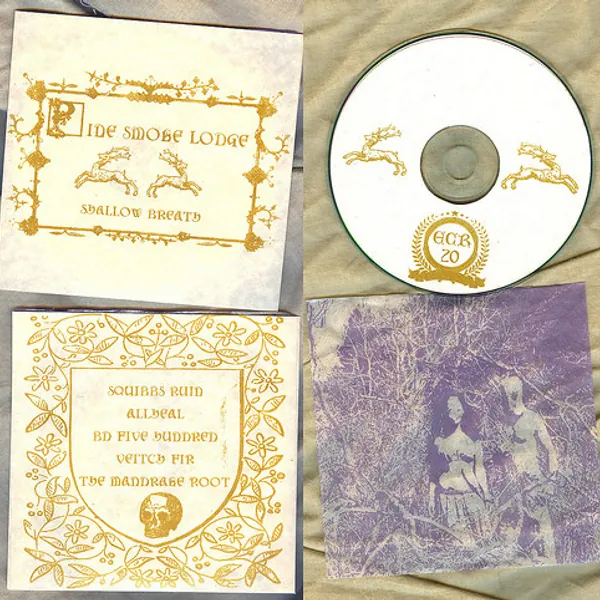 PINE SMOKE LODGE
SHALLOW BREATH
ECR
20
SQUIBBS RUIN
ALLHEAL
BD FIVE HUNDRED
VEITCH FIR
THE MANDRAKE ROOT